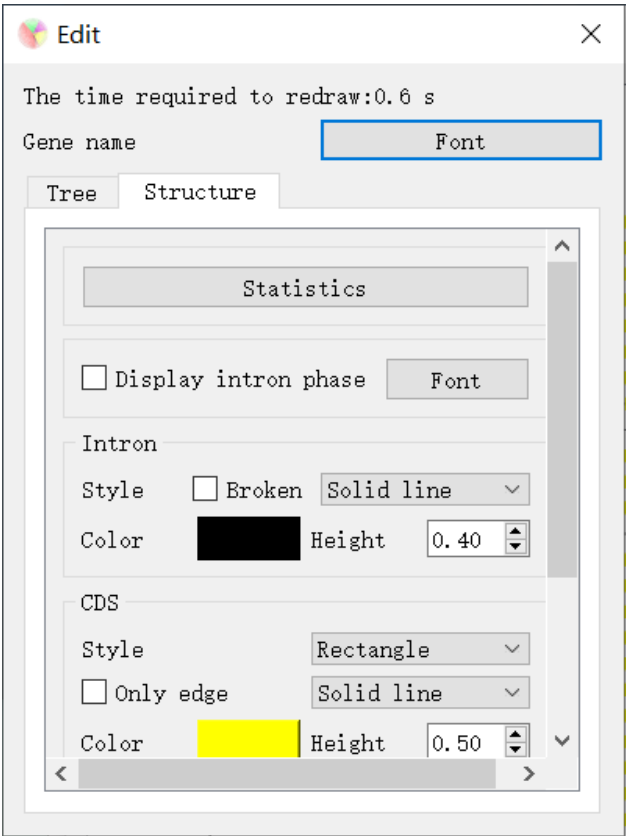 Edit
The time required to redraw:0.6 s
Gene name Font
Tree Structure
Statistics
Display intron phase Font
Intron
Style Broken Solid line
Color Height 0.40
CDS
Style Rectangle
Only edge Solid line
Color Height 0.50